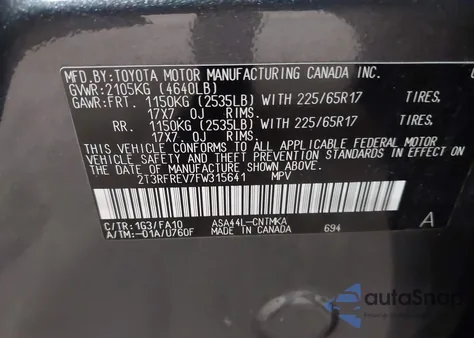 MFD.BY:TOYOTA MOTOR MANUFACTURING CANADA INC.
GVWR:2105KG (4640LB)
GAWR:FRT. 1150KG (2535LB) WITH 225/65R17 TIRES,
17X7.0J RIMS.
RR. 1150KG (2535LB) WITH 225/65R17 TIRES,
17X7.0J RIMS.
THIS VEHICLE CONFORMS TO ALL APPLICABLE FEDERAL MOTOR
VEHICLE SAFETY AND THEFT PREVENTION STANDARDS IN EFFECT
ON THE DATE OF MANUFACTURE SHOWN ABOVE.
2T3RFREV7FW315641 MPV
C/TR:1G3/FA10 ASA44L-CNTMKA A
A/TM:-01A/U760F MADE IN CANADA 694
autoSnap